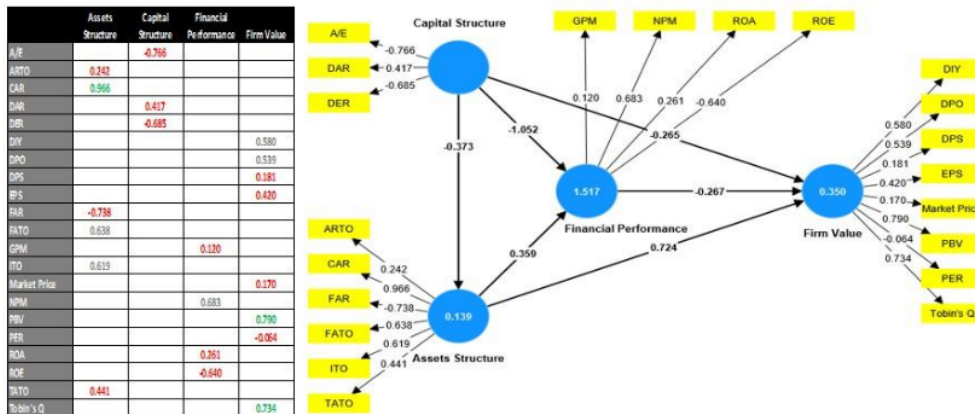 Assets Structure Capital Structure Financial Performance Firm Value
A/E -0.766
ARTO 0.242
CAR 0.966
DAR 0.417
DER -0.685
DIY 0.580
DPO 0.539
DPS 0.181
EPS 0.420
FAR -0.738
FATO 0.638
GPM 0.120
ITO 0.619
Market Price 0.170
NPM 0.683
PBV 0.790
PER -0.064
ROA 0.261
ROE -0.640
TATO 0.441
Tobin's Q 0.734
Capital Structure
A/E
DAR
DER
-0.766
0.417
-0.685
GPM
NPM
ROA
ROE
0.120
0.683
0.261
-0.640
-0.373
-1.052
-0.265
1.517
Financial Performance
-0.267
0.359
0.724
0.350
Firm Value
DIY
DPO
DPS
EPS
Market Price
PBV
PER
Tobin's Q
0.580
0.539
0.181
0.420
0.170
0.790
-0.064
0.734
ARTO
CAR
FAR
FATO
ITO
TATO
0.242
0.966
-0.738
0.638
0.619
0.441
0.139
Assets Structure